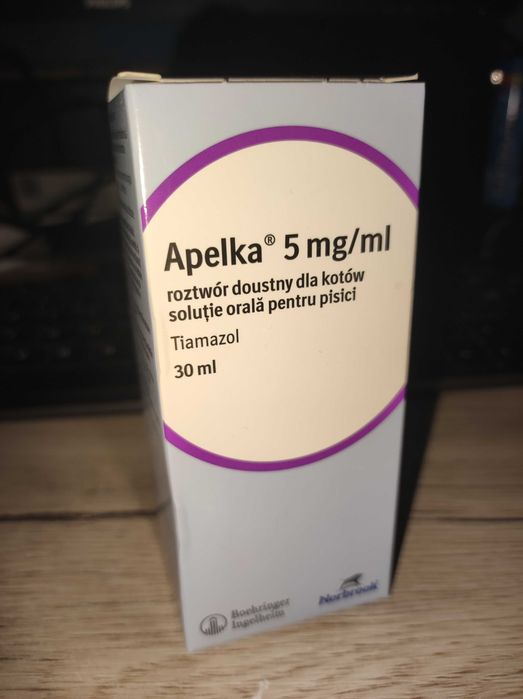 Apelka® 5 mg/ml
roztwór doustny dla kotów
soluție orală pentru pisici
Tiamazol
30 ml
Boehringer
Ingelheim
Norbrook